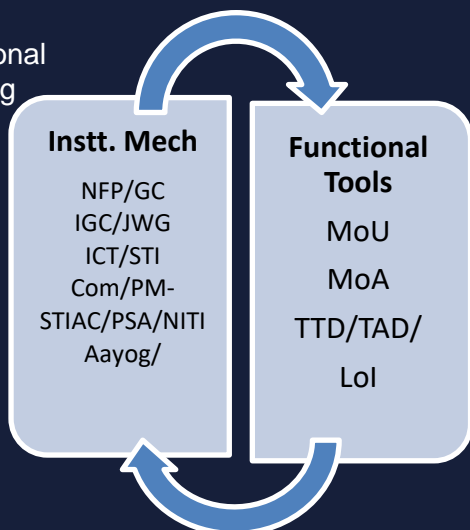 onal
g
Instt. Mech
NFP/GC
IGC/JWG
ICT/STI
Com/PM-
STIAC/PSA/NITI
Aayog/
Functional
Tools
MoU
MoA
TTD/TAD/
LoI